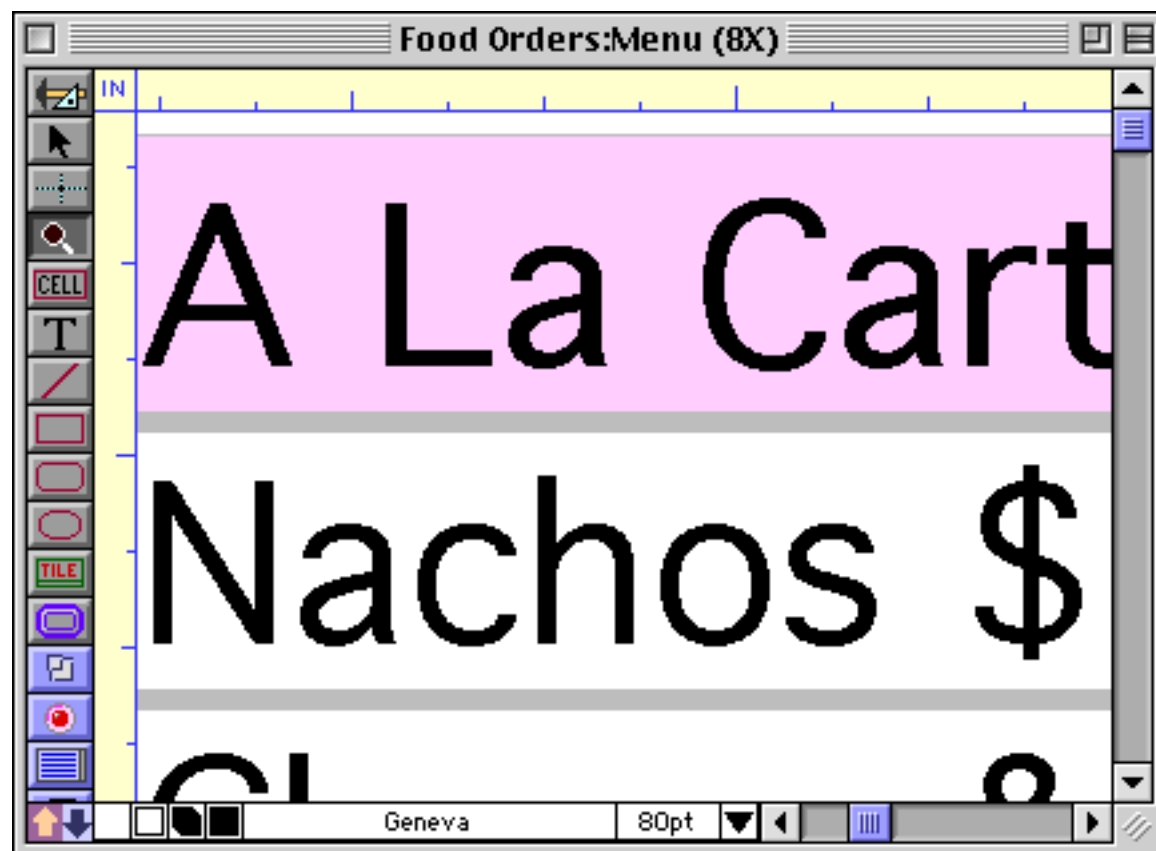 Food Orders:Menu (8X)
IN
A La Cart
CELL
T
Nachos $
TILE
Geneva 80pt